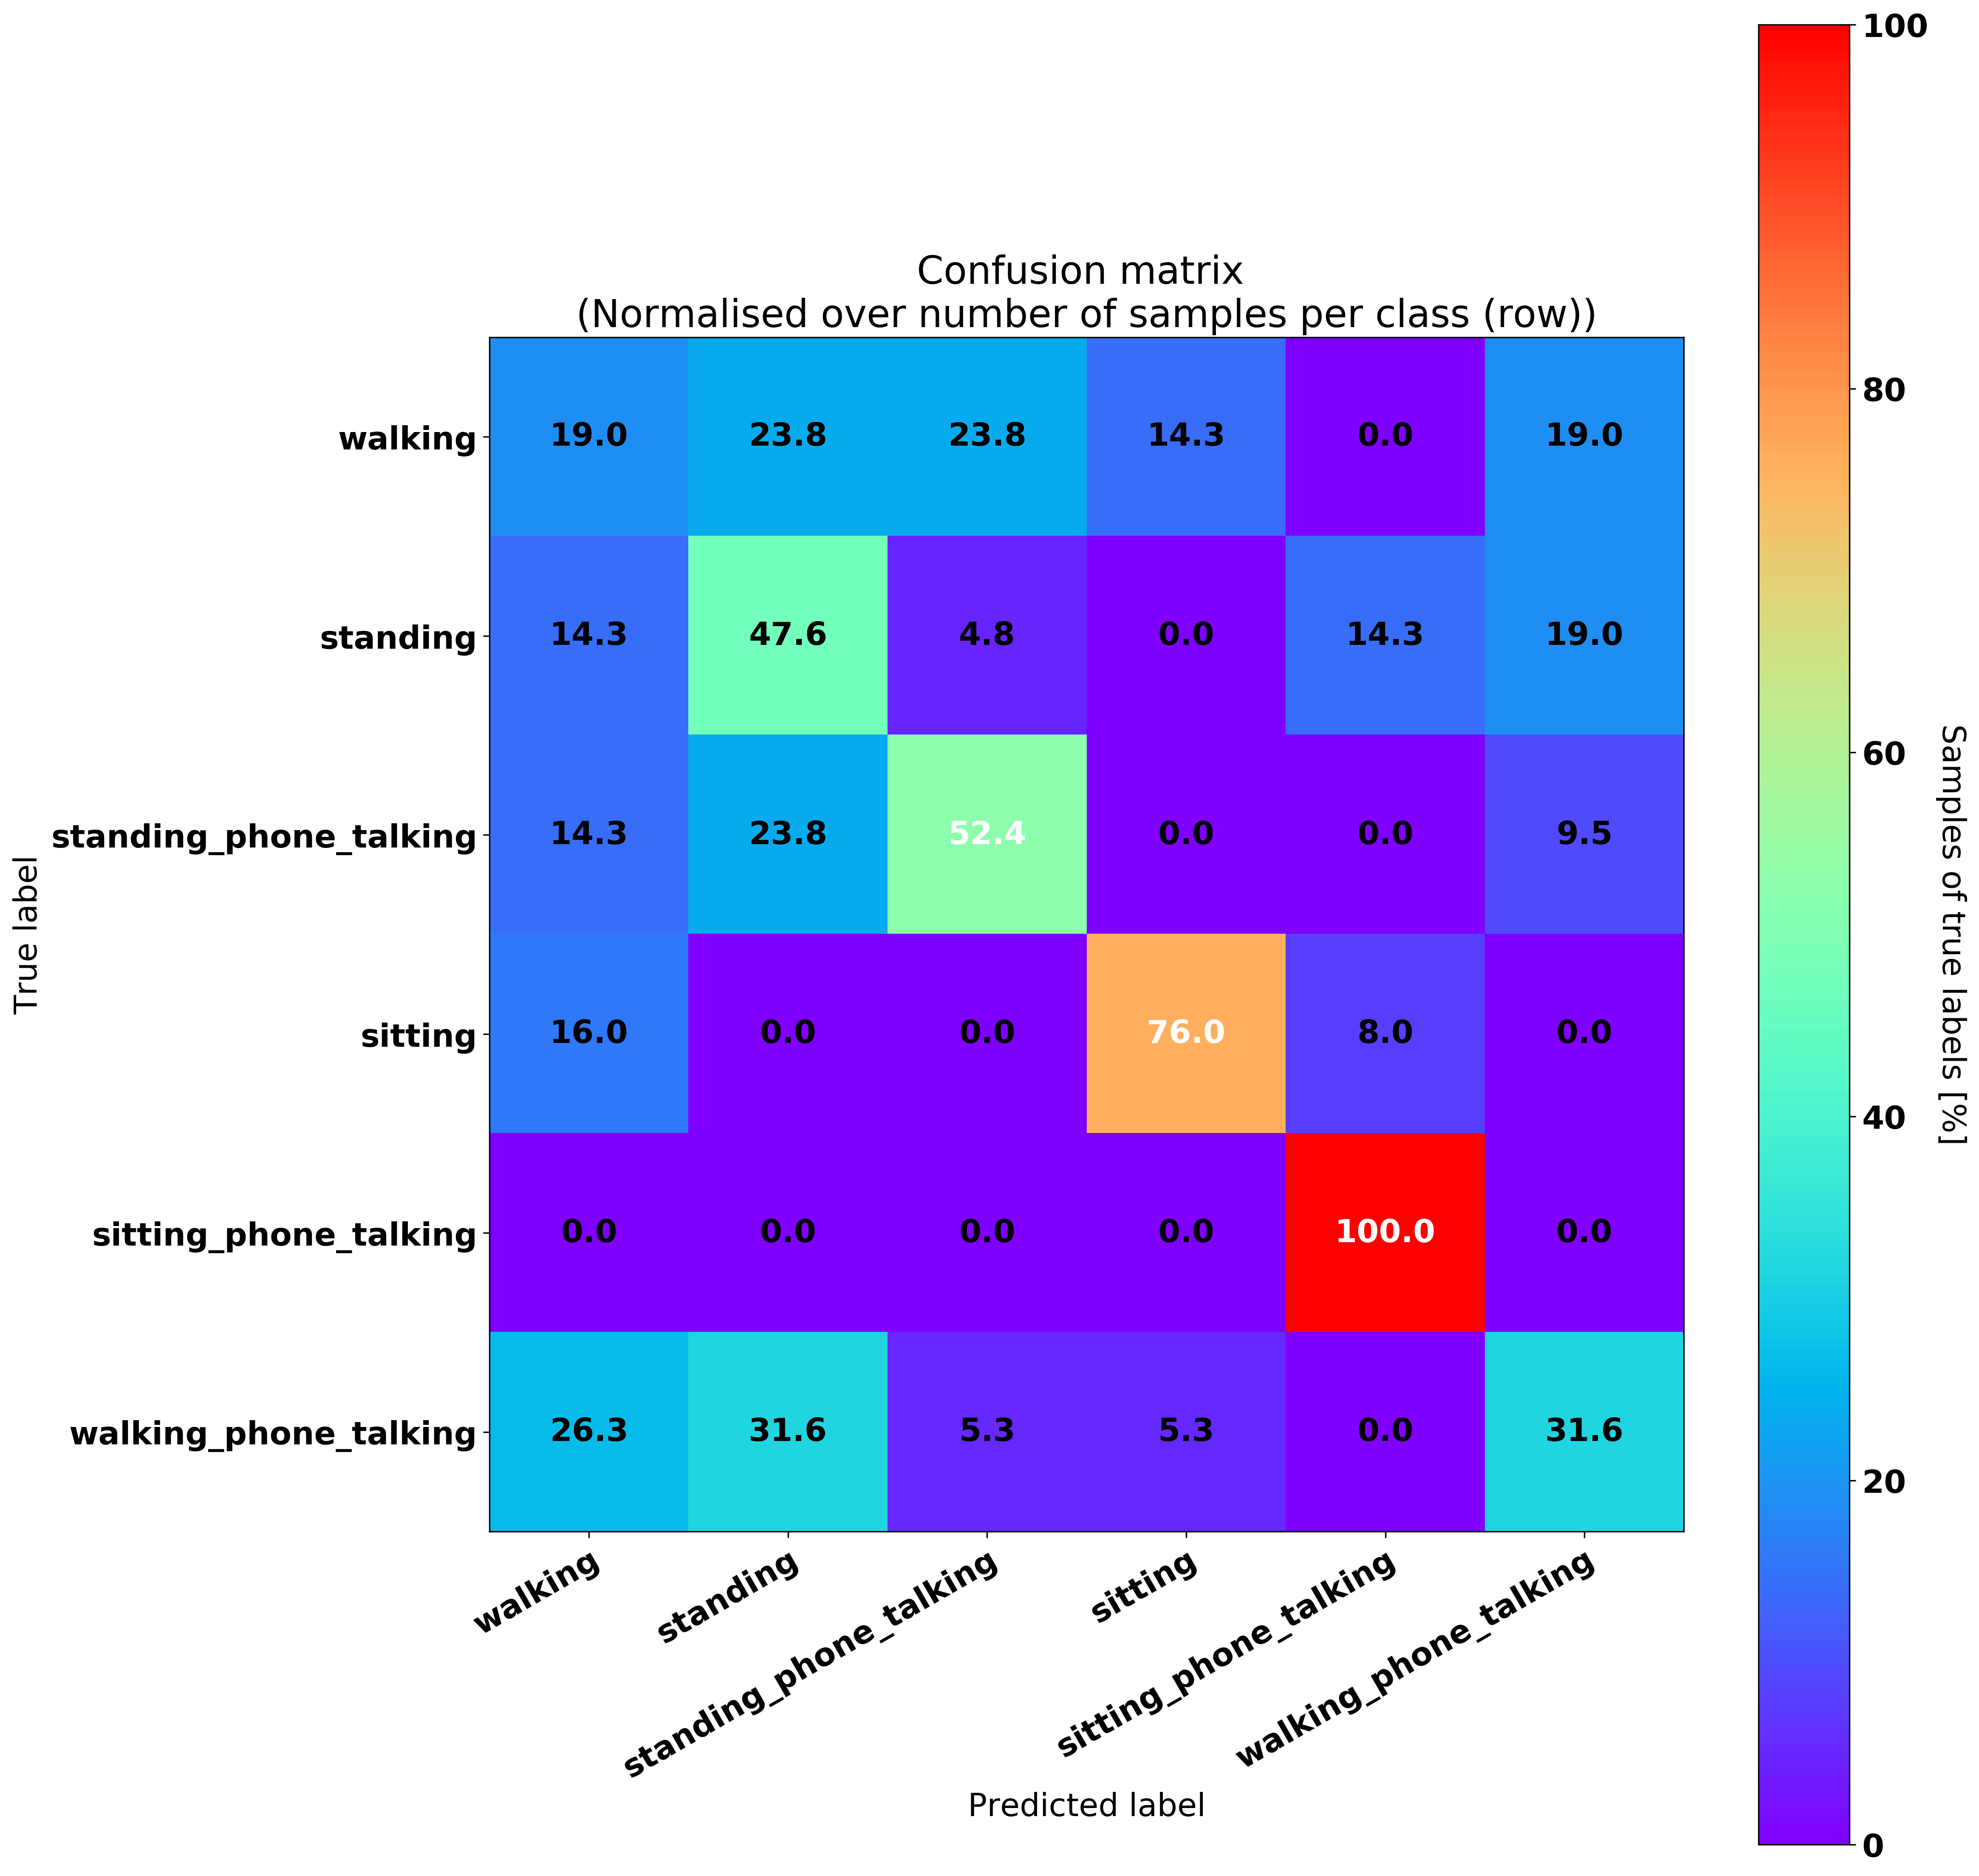 Confusion matrix
(Normalised over number of samples per class (row))
True label
walking 19.0 23.8 23.8 14.3 0.0 19.0
standing 14.3 47.6 4.8 0.0 14.3 19.0
standing_phone_talking 14.3 23.8 52.4 0.0 0.0 9.5
sitting 16.0 0.0 0.0 76.0 8.0 0.0
sitting_phone_talking 0.0 0.0 0.0 0.0 100.0 0.0
walking_phone_talking 26.3 31.6 5.3 5.3 0.0 31.6
walking
standing
standing_phone_talking
sitting
sitting_phone_talking
walking_phone_talking
Predicted label
100
80
60
40
20
0
Samples of true labels [%]